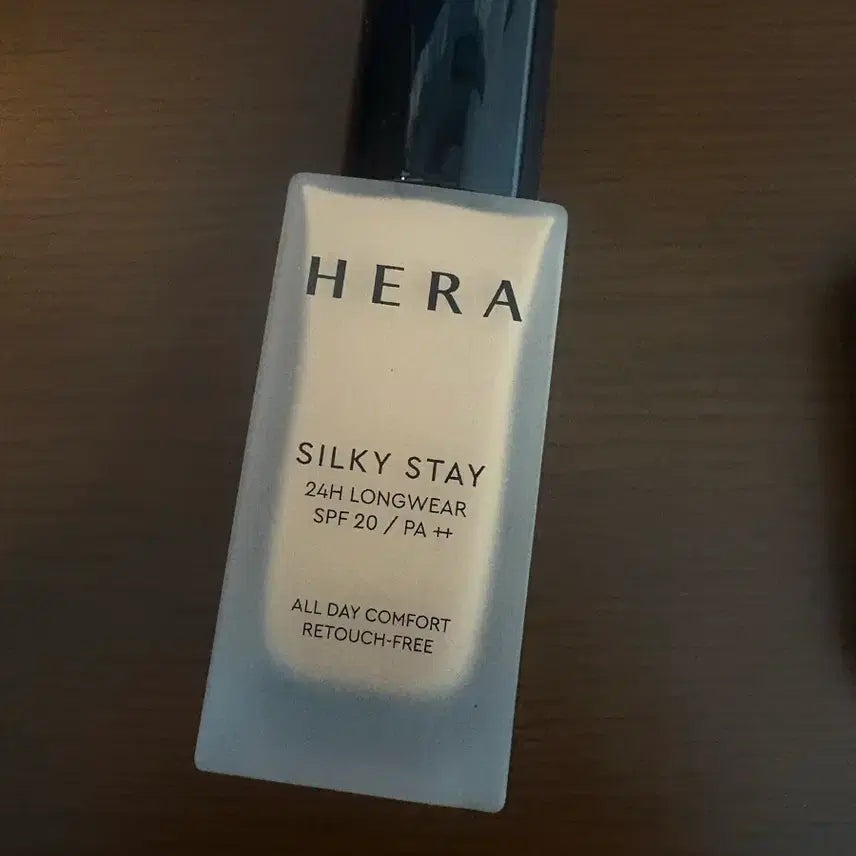 HERA
SILKY STAY
24H LONGWEAR
SPF 20 / PA ++
ALL DAY COMFORT
RETOUCH-FREE